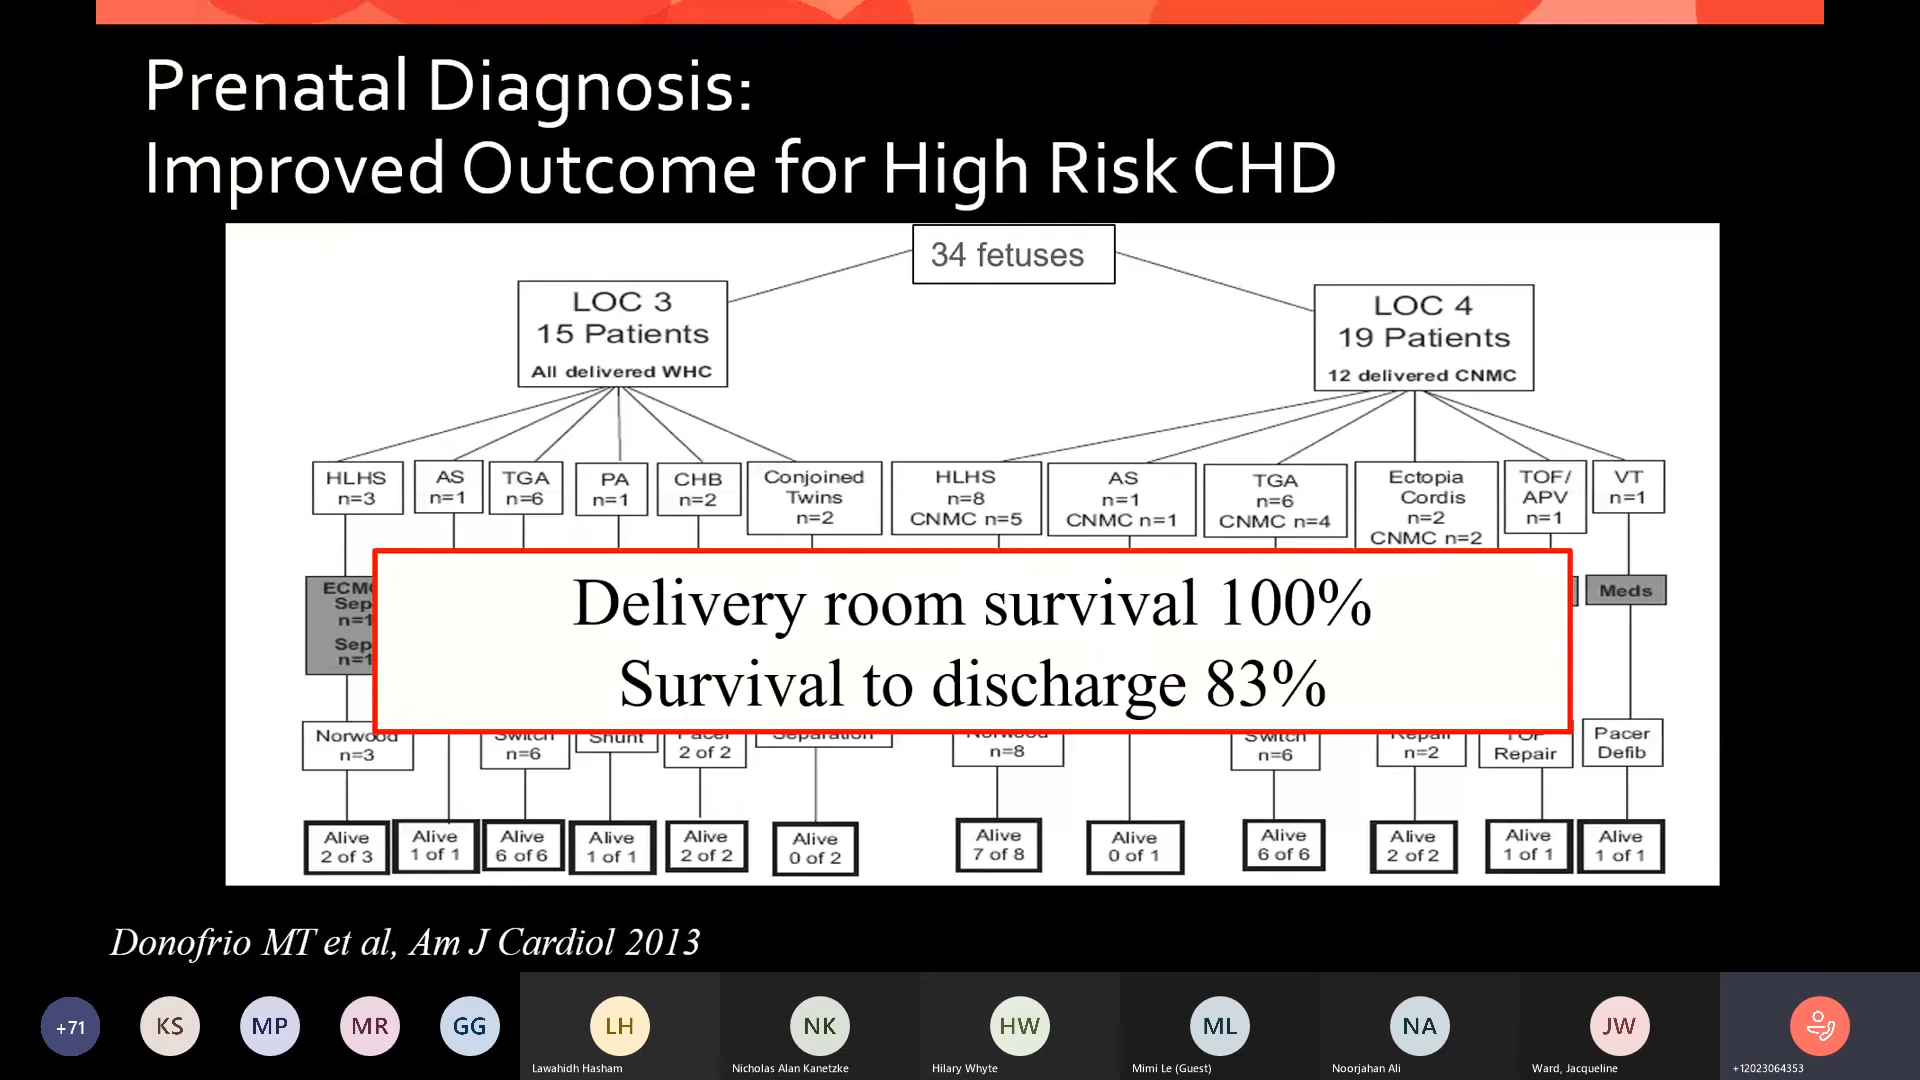 Prenatal Diagnosis:
Improved Outcome for High Risk CHD
34 fetuses
LOC 3
15 Patients
All delivered WHC
LOC 4
19 Patients
12 delivered CNMC
HLHS
n=3
AS
n=1
TGA
n=6
PA
n=1
CHB
n=2
Conjoined
Twins
n=2
HLHS
n=8
CNMC n=5
AS
n=1
CNMC n=1
TGA
n=6
CNMC n=4
Ectopia
Cordis
n=2
CNMC n=2
TOF/
APV
n=1
VT
n=1
Sep
n=1
Sep
n=1
Meds
Delivery room survival 100%
Survival to discharge 83%
Norwood
n=3
Switch
n=6
Shunt
Pacer
2 of 2
Separation
Norwood
n=8
Switch
n=6
Repair
n=2
TOF
Repair
Pacer
Defib
Alive
2 of 3
Alive
1 of 1
Alive
6 of 6
Alive
1 of 1
Alive
2 of 2
Alive
0 of 2
Alive
7 of 8
Alive
0 of 1
Alive
6 of 6
Alive
2 of 2
Alive
1 of 1
Alive
1 of 1
Donofrio MT et al, Am J Cardiol 2013
+71
KS
MP
MR
GG
LH
Lawahidh Hasham
NK
Nicholas Alan Kanetzke
HW
Hilary Whyte
ML
Mimi Le (Guest)
NA
Noorjahan Ali
JW
Ward, Jacqueline
+12023064353